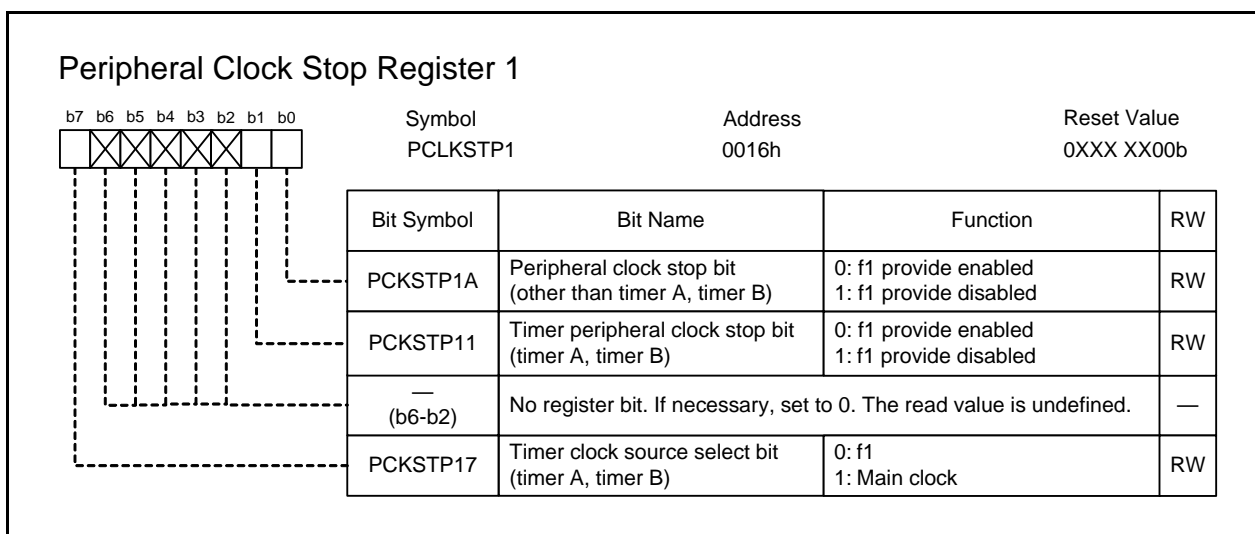 Peripheral Clock Stop Register 1
b7 b6 b5 b4 b3 b2 b1 b0
Symbol Address Reset Value
PCLKSTP1 0016h 0XXX XX00b
Bit Symbol Bit Name Function RW
PCKSTP1A Peripheral clock stop bit 0: f1 provide enabled RW
(other than timer A, timer B) 1: f1 provide disabled
PCKSTP11 Timer peripheral clock stop bit 0: f1 provide enabled RW
(timer A, timer B) 1: f1 provide disabled
—
(b6-b2) No register bit. If necessary, set to 0. The read value is undefined. —
PCKSTP17 Timer clock source select bit 0: f1 RW
(timer A, timer B) 1: Main clock